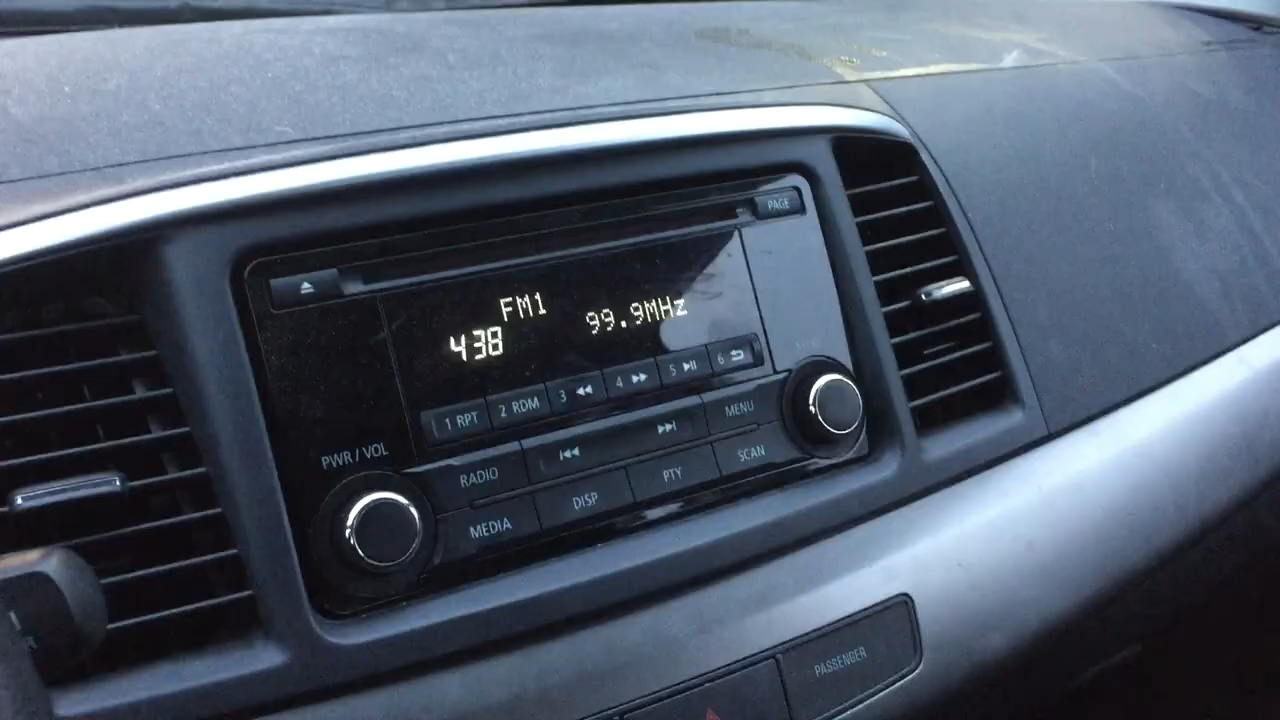 PAGE
FM1 99.9MHz
438
1 RPT 2 RDM 3 4 5 6
PWR / VOL
RADIO MENU
MEDIA DISP PTY SCAN
PASSENGER